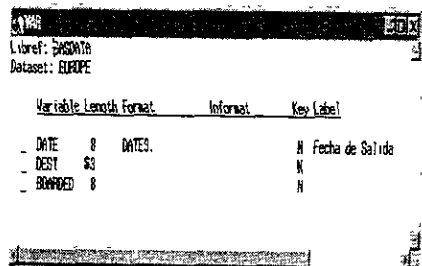 VAR
Libref: SASDATA
Dataset: EUROPE
Variable Length Format Informat Key Label
_ DATE 8 DATE9. N Fecha de Salida
_ DEST $3 N
_ BOARDED 8 N